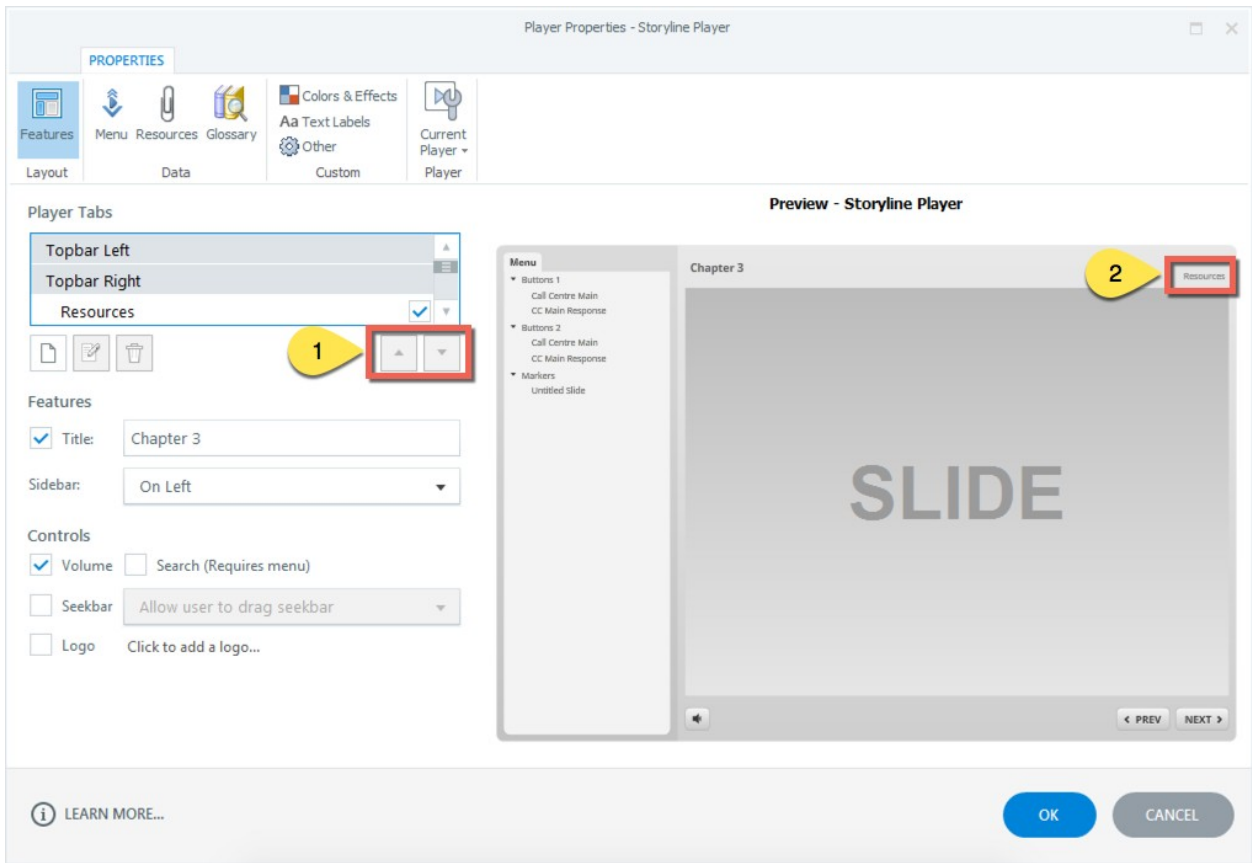 Player Properties - Storyline Player
PROPERTIES
Features
Menu
Resources
Glossary
Colors & Effects
Aa Text Labels
Other
Current
Player
Layout
Data
Custom
Player
Player Tabs
Topbar Left
Topbar Right
Resources
1
Features
Title:
Chapter 3
Sidebar:
On Left
Controls
Volume
Search (Requires menu)
Seekbar
Allow user to drag seekbar
Logo
Click to add a logo...
Preview - Storyline Player
Menu
Buttons 1
Call Centre Main
CC Main Response
Buttons 2
Call Centre Main
CC Main Response
Markers
Untitled Slide
Chapter 3
2
Resources
SLIDE
< PREV
NEXT >
i LEARN MORE...
OK
CANCEL